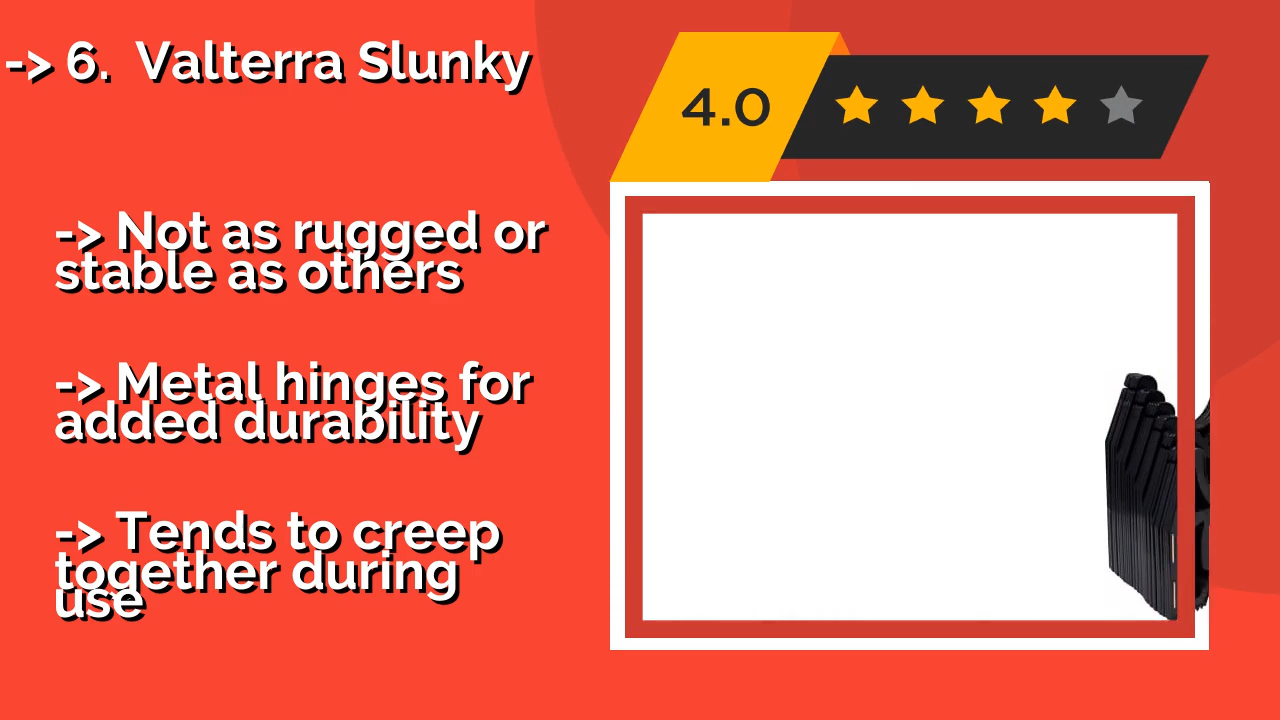 -> 6.  Valterra Slunky
4.0
-> Not as rugged or
stable as others
-> Metal hinges for
added durability
-> Tends to creep
together during
use